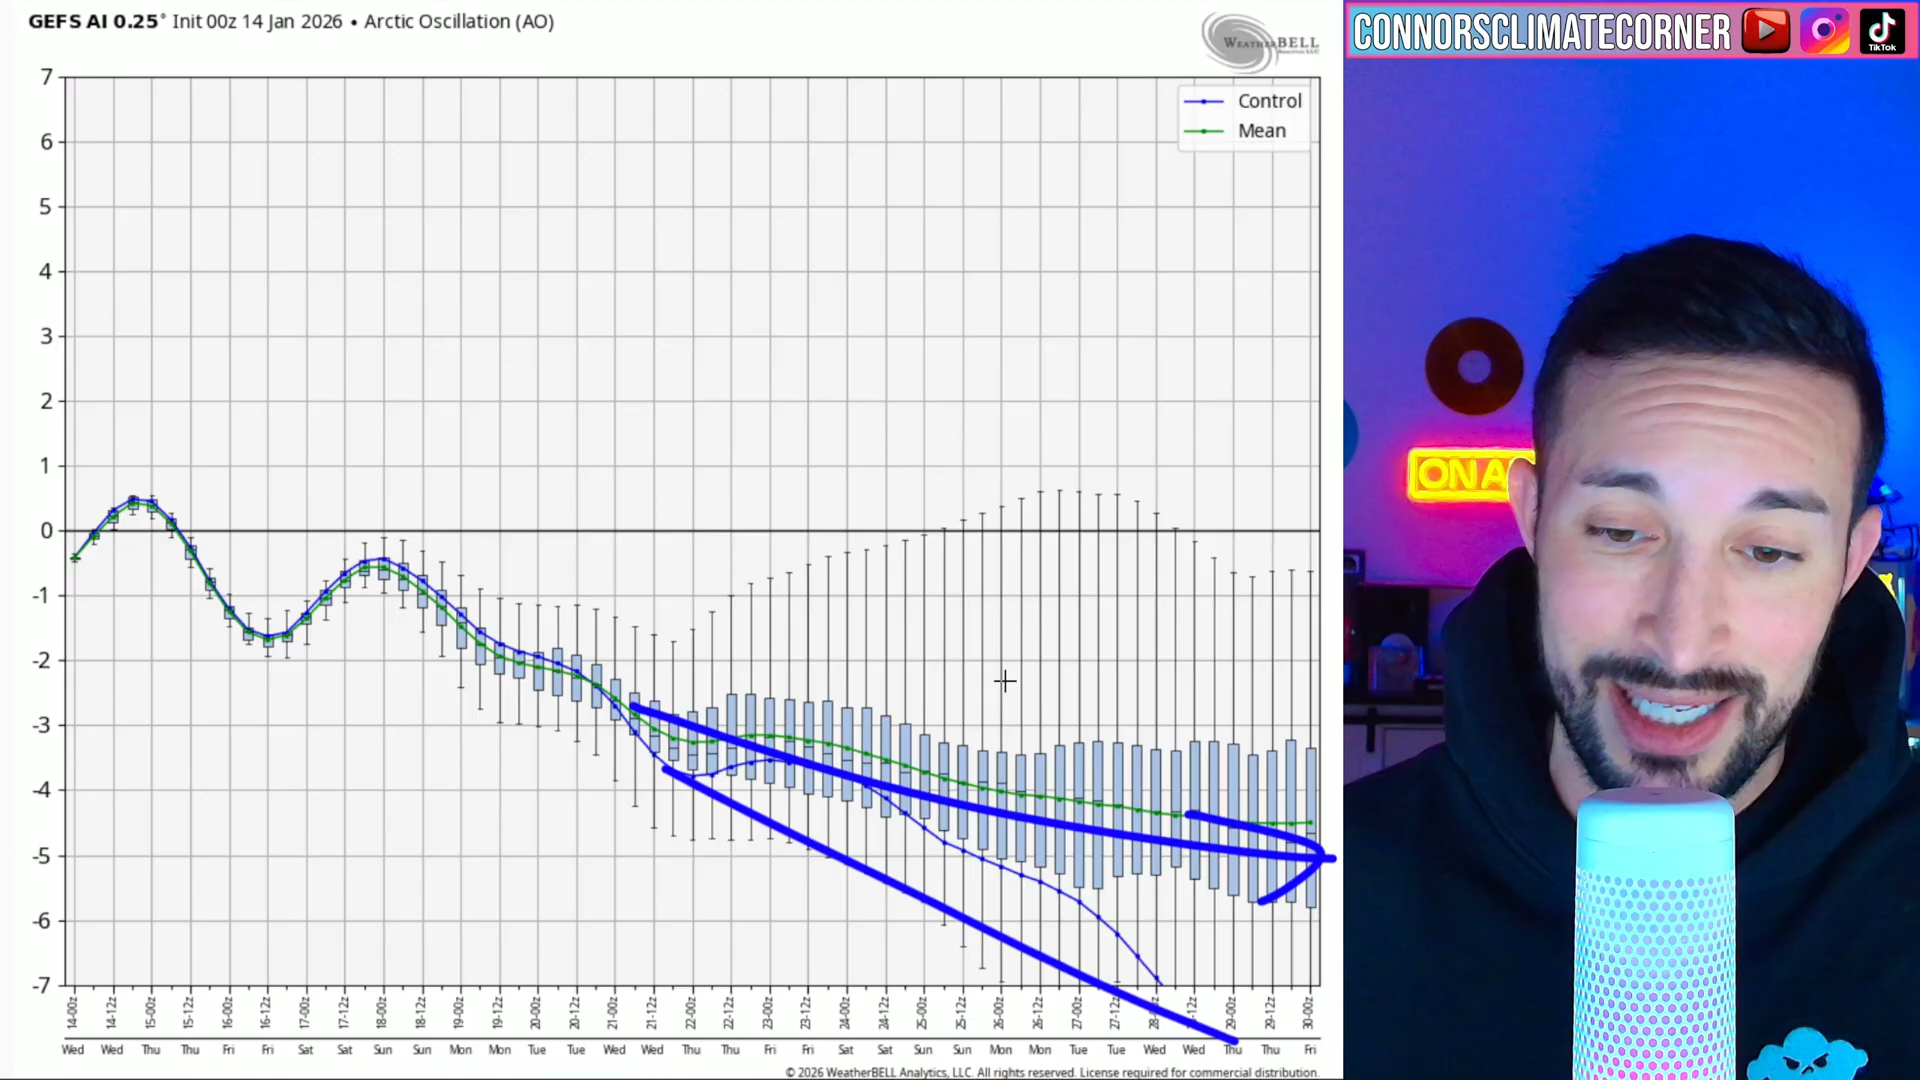 GEFS AI 0.25° Init 00z 14 Jan 2026 • Arctic Oscillation (AO)
WEATHERBELL
CONNORSCLIMATECORNER
TikTok
Control
Mean
7
6
5
4
3
2
1
0
-1
-2
-3
-4
-5
-6
-7
ON A
14-00z 14-12z 15-00z 15-12z 16-00z 16-12z 17-00z 17-12z 18-00z 18-12z 19-00z 19-12z 20-00z 20-12z 21-00z 21-12z 22-00z 22-12z 23-00z 23-12z 24-00z 24-12z 25-00z 25-12z 26-00z 26-12z 27-00z 27-12z 29-00z 29-12z 30-00z
Wed Wed Thu Thu Fri Fri Sat Sat Sun Sun Mon Mon Tue Tue Wed Wed Thu Thu Fri Fri Sat Sat Sun Sun Mon Mon Tue Tue Wed Wed Thu Thu Fri
© 2026 WeatherBELL Analytics, LLC. All rights reserved. License required for commercial distribution.